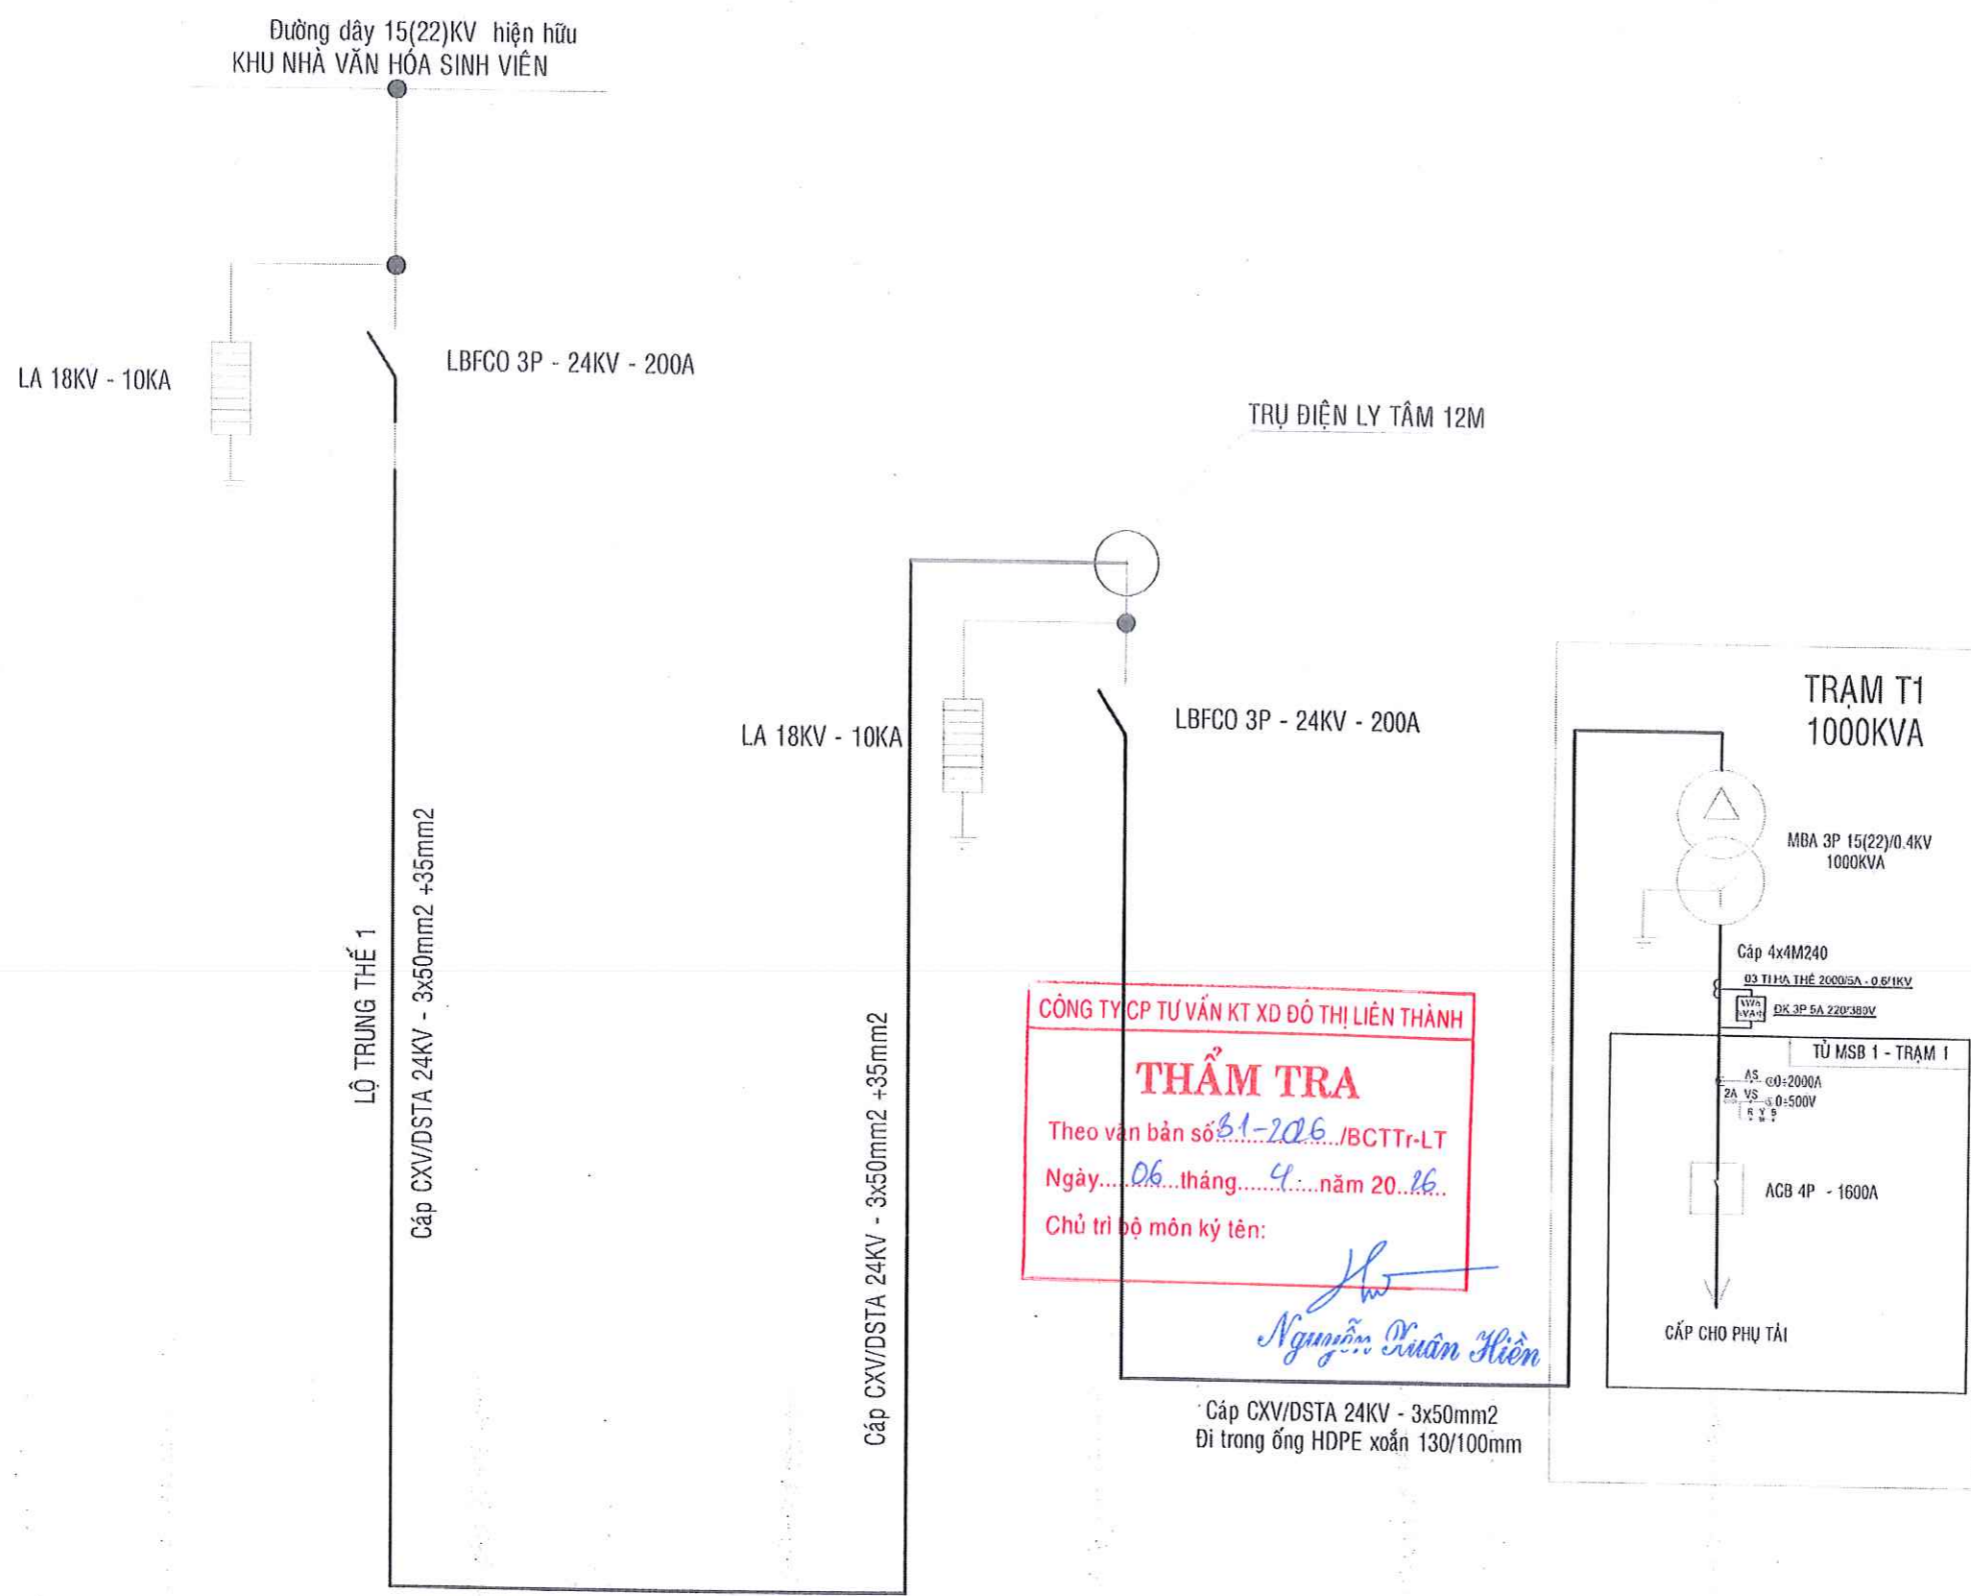 Đường dây 15(22)KV hiện hữu
KHU NHÀ VĂN HÓA SINH VIÊN
LA 18KV - 10KA
LBFCO 3P - 24KV - 200A
TRỤ ĐIỆN LY TÂM 12M
LA 18KV - 10KA
LBFCO 3P - 24KV - 200A
TRẠM T1
1000KVA
MBA 3P 15(22)/0.4KV
1000KVA
LỘ TRUNG THẾ 1
Cáp CXV/DSTA 24KV - 3x50mm2 +35mm2
Cáp CXV/DSTA 24KV - 3x50mm2 +35mm2
Cáp 4x4M240
03 TI HẠ THẾ 2000/5A - 0.6/1KV
ĐK 3P 5A 220/380V
TỦ MSB 1 - TRẠM 1
AS 0÷2000A
2A VS 0÷500V
ACB 4P - 1600A
CẤP CHO PHỤ TẢI
CÔNG TY CP TƯ VẤN KT XD ĐÔ THỊ LIÊN THÀNH
THẨM TRA
Theo văn bản số:31-2026/BCTTr-LT
Ngày....06...tháng....4....năm 20..26..
Chủ trì bộ môn ký tên:
Nguyễn Xuân Hiền
Cáp CXV/DSTA 24KV - 3x50mm2
Đi trong ống HDPE xoắn 130/100mm